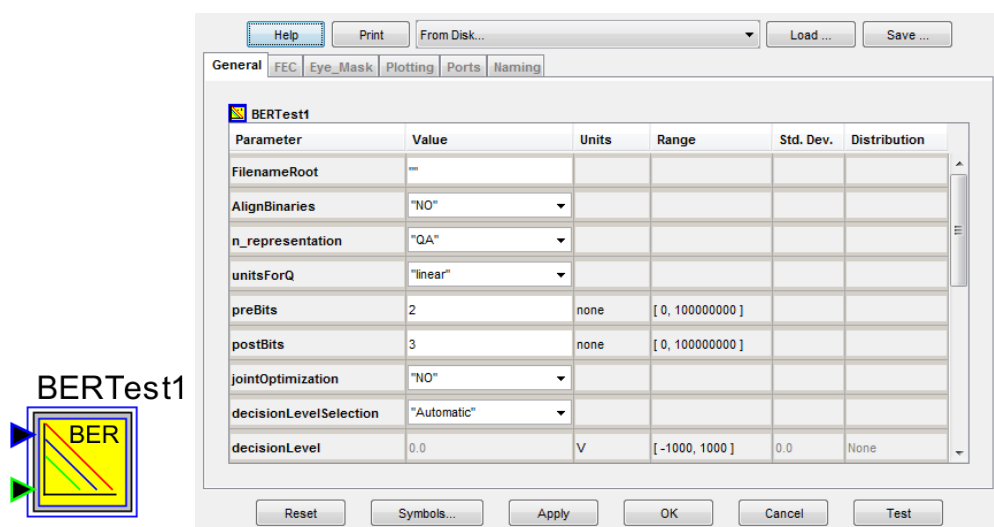 Help Print From Disk... Load ... Save ...
General FEC Eye_Mask Plotting Ports Naming
BERTest1
Parameter Value Units Range Std. Dev. Distribution
FilenameRoot ""
AlignBinaries "NO"
n_representation "QA"
unitsForQ "linear"
preBits 2 none [ 0, 100000000 ]
postBits 3 none [ 0, 100000000 ]
jointOptimization "NO"
decisionLevelSelection "Automatic"
decisionLevel 0.0 V [ -1000, 1000 ] 0.0 None
BERTest1
BER
Reset Symbols... Apply OK Cancel Test